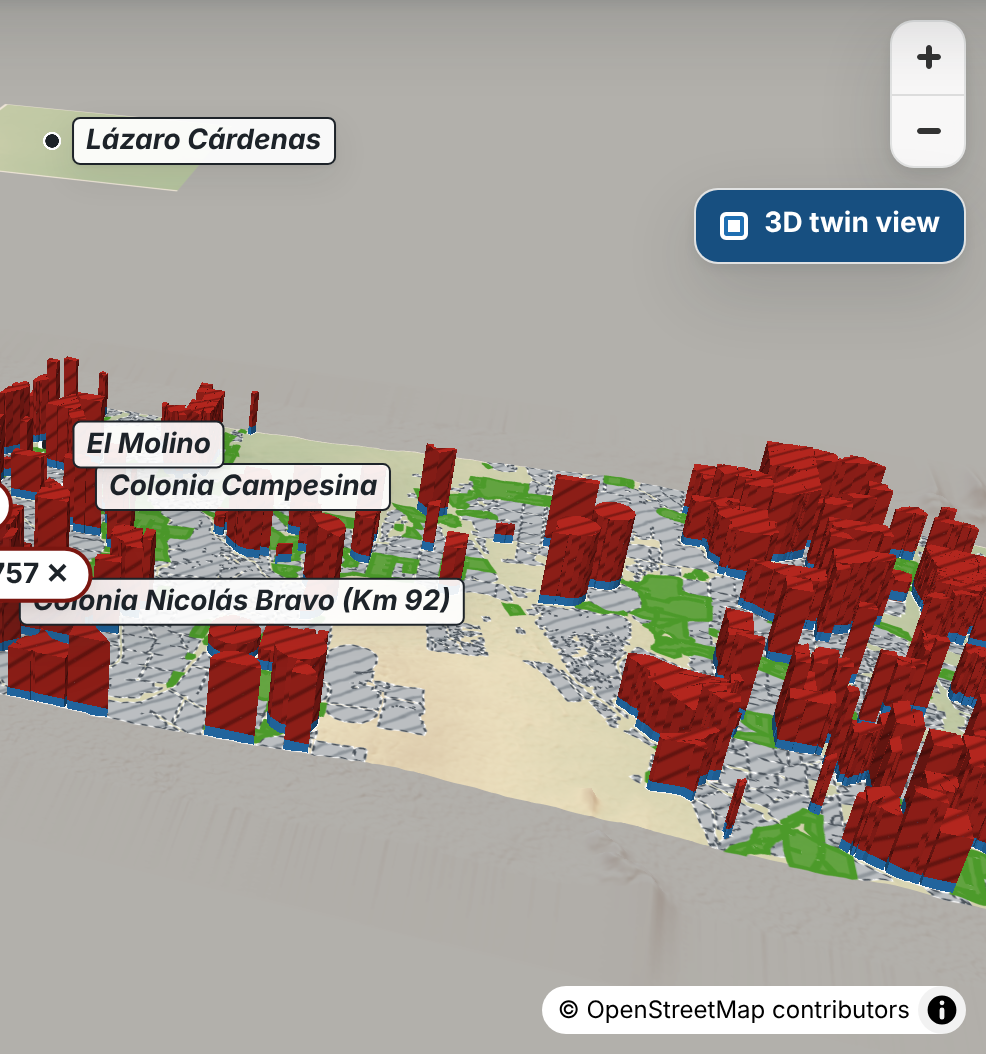 +
Lázaro Cárdenas
−
3D twin view
El Molino
Colonia Campesina
757 ×
Colonia Nicolás Bravo (Km 92)
© OpenStreetMap contributors